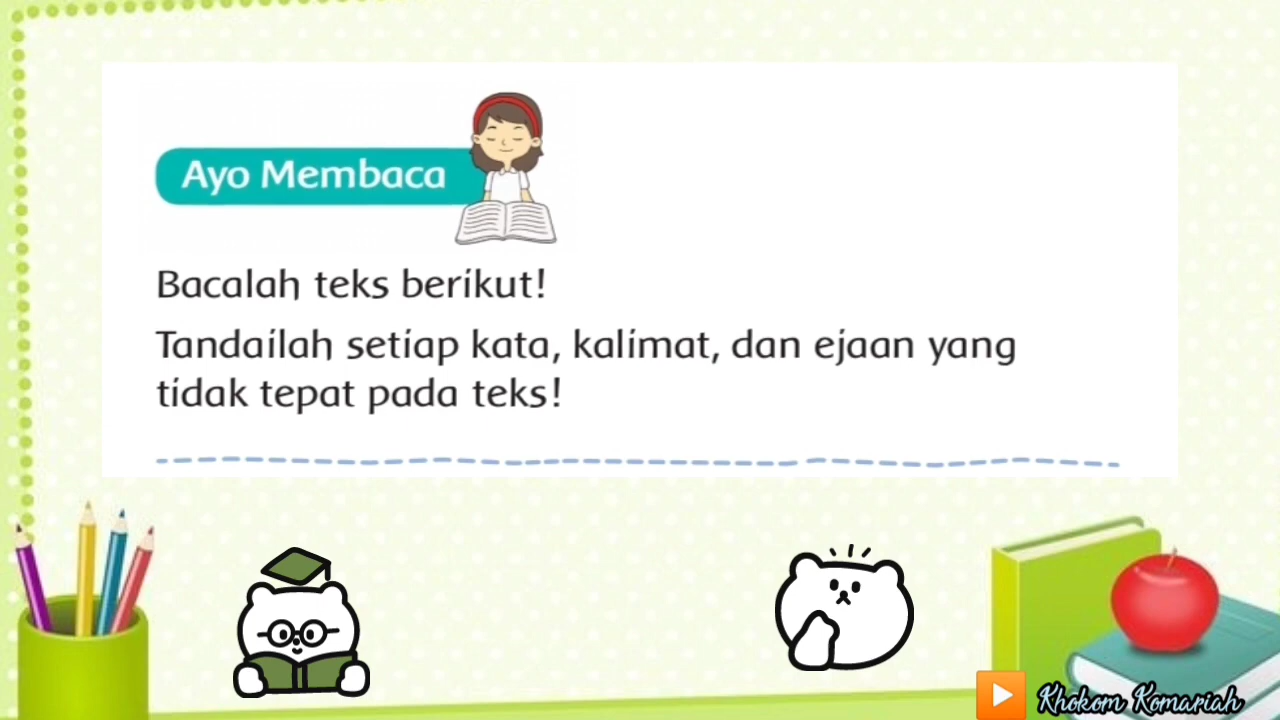 Ayo Membaca
Bacalah teks berikut!
Tandailah setiap kata, kalimat, dan ejaan yang
tidak tepat pada teks!
Khokom Komariah